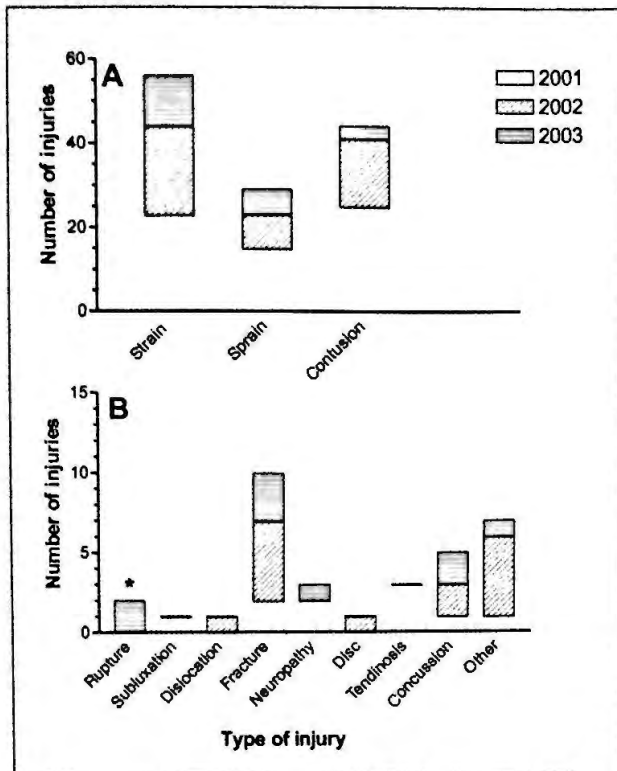 A
Number of injuries
60
40
20
0
2001
2002
2003
Strain
Sprain
Contusion
B
Number of injuries
15
10
5
0
*
Rupture
Subluxation
Dislocation
Fracture
Neuropathy
Disc
Tendinosis
Concussion
Other
Type of injury